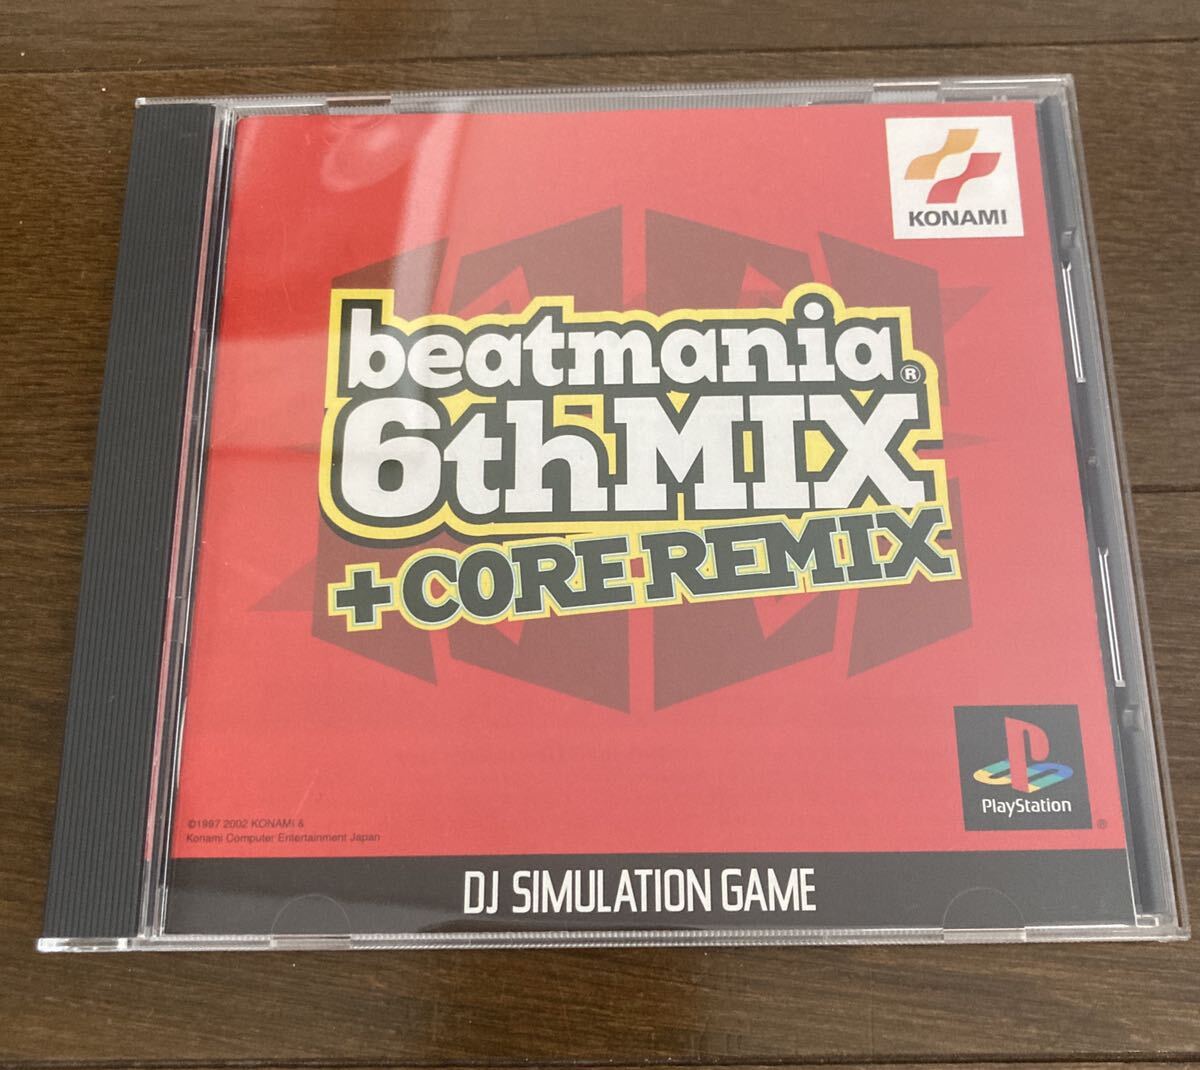 KONAMI
beatmania®
6thMIX
+CORE REMIX
PlayStation
®
©1997 2002 KONAMI &
Konami Computer Entertainment Japan
DJ SIMULATION GAME